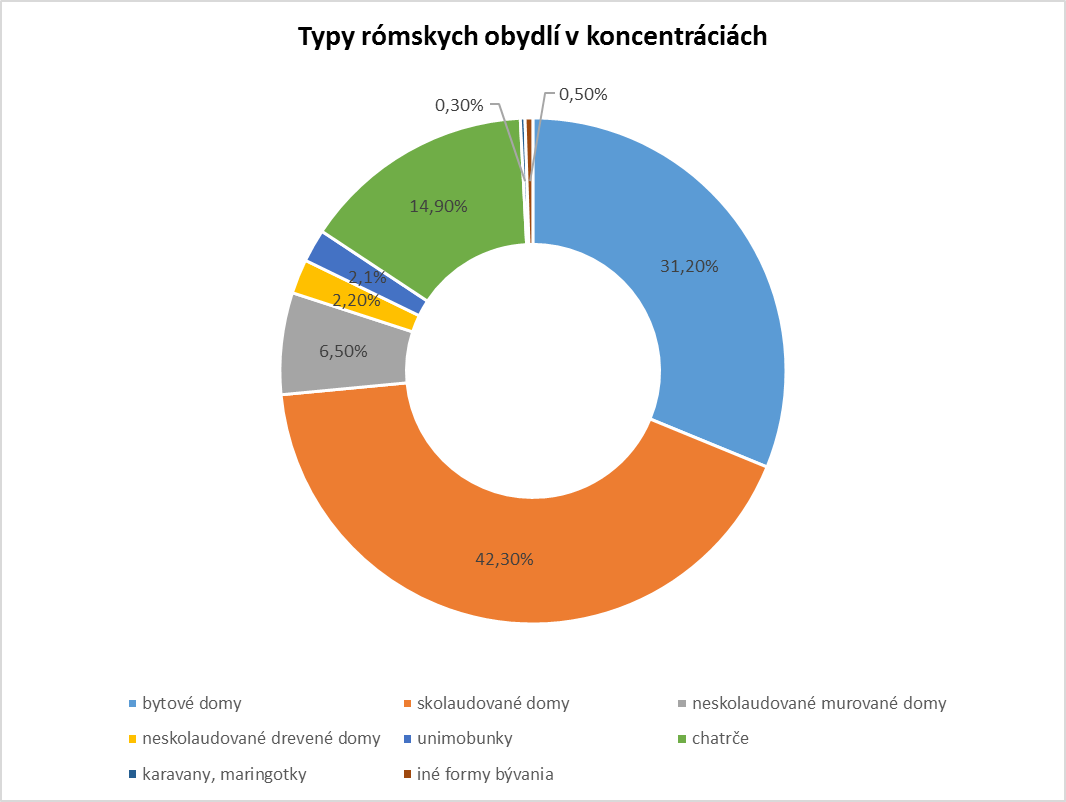 Typy rómskych obydlí v koncentráciách
0,30%
0,50%
14,90%
31,20%
2,1%
2,20%
6,50%
42,30%
bytové domy
skolaudované domy
neskolaudované murované domy
neskolaudované drevené domy
unimobunky
chatrče
karavany, maringotky
iné formy bývania